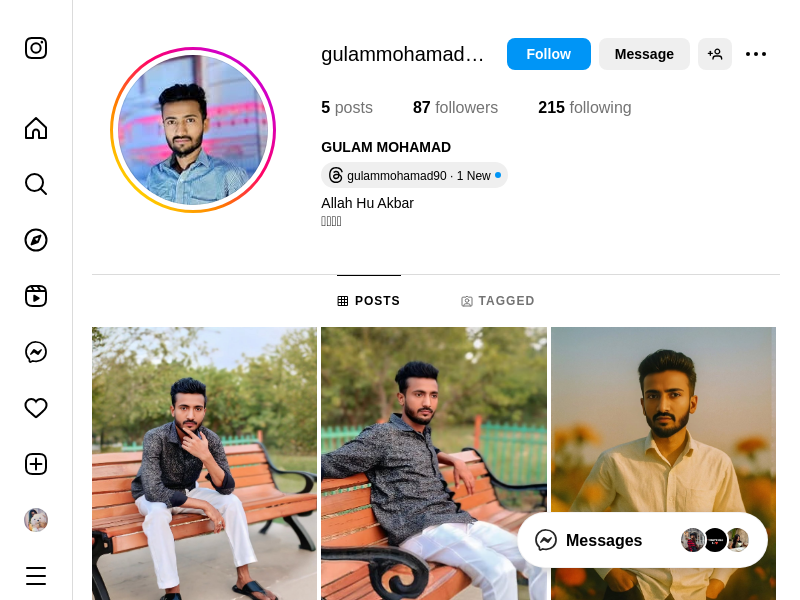 gulammohamad…
Follow
Message
5 posts
87 followers
215 following
GULAM MOHAMAD
gulammohamad90 · 1 New
Allah Hu Akbar
POSTS
TAGGED
Messages